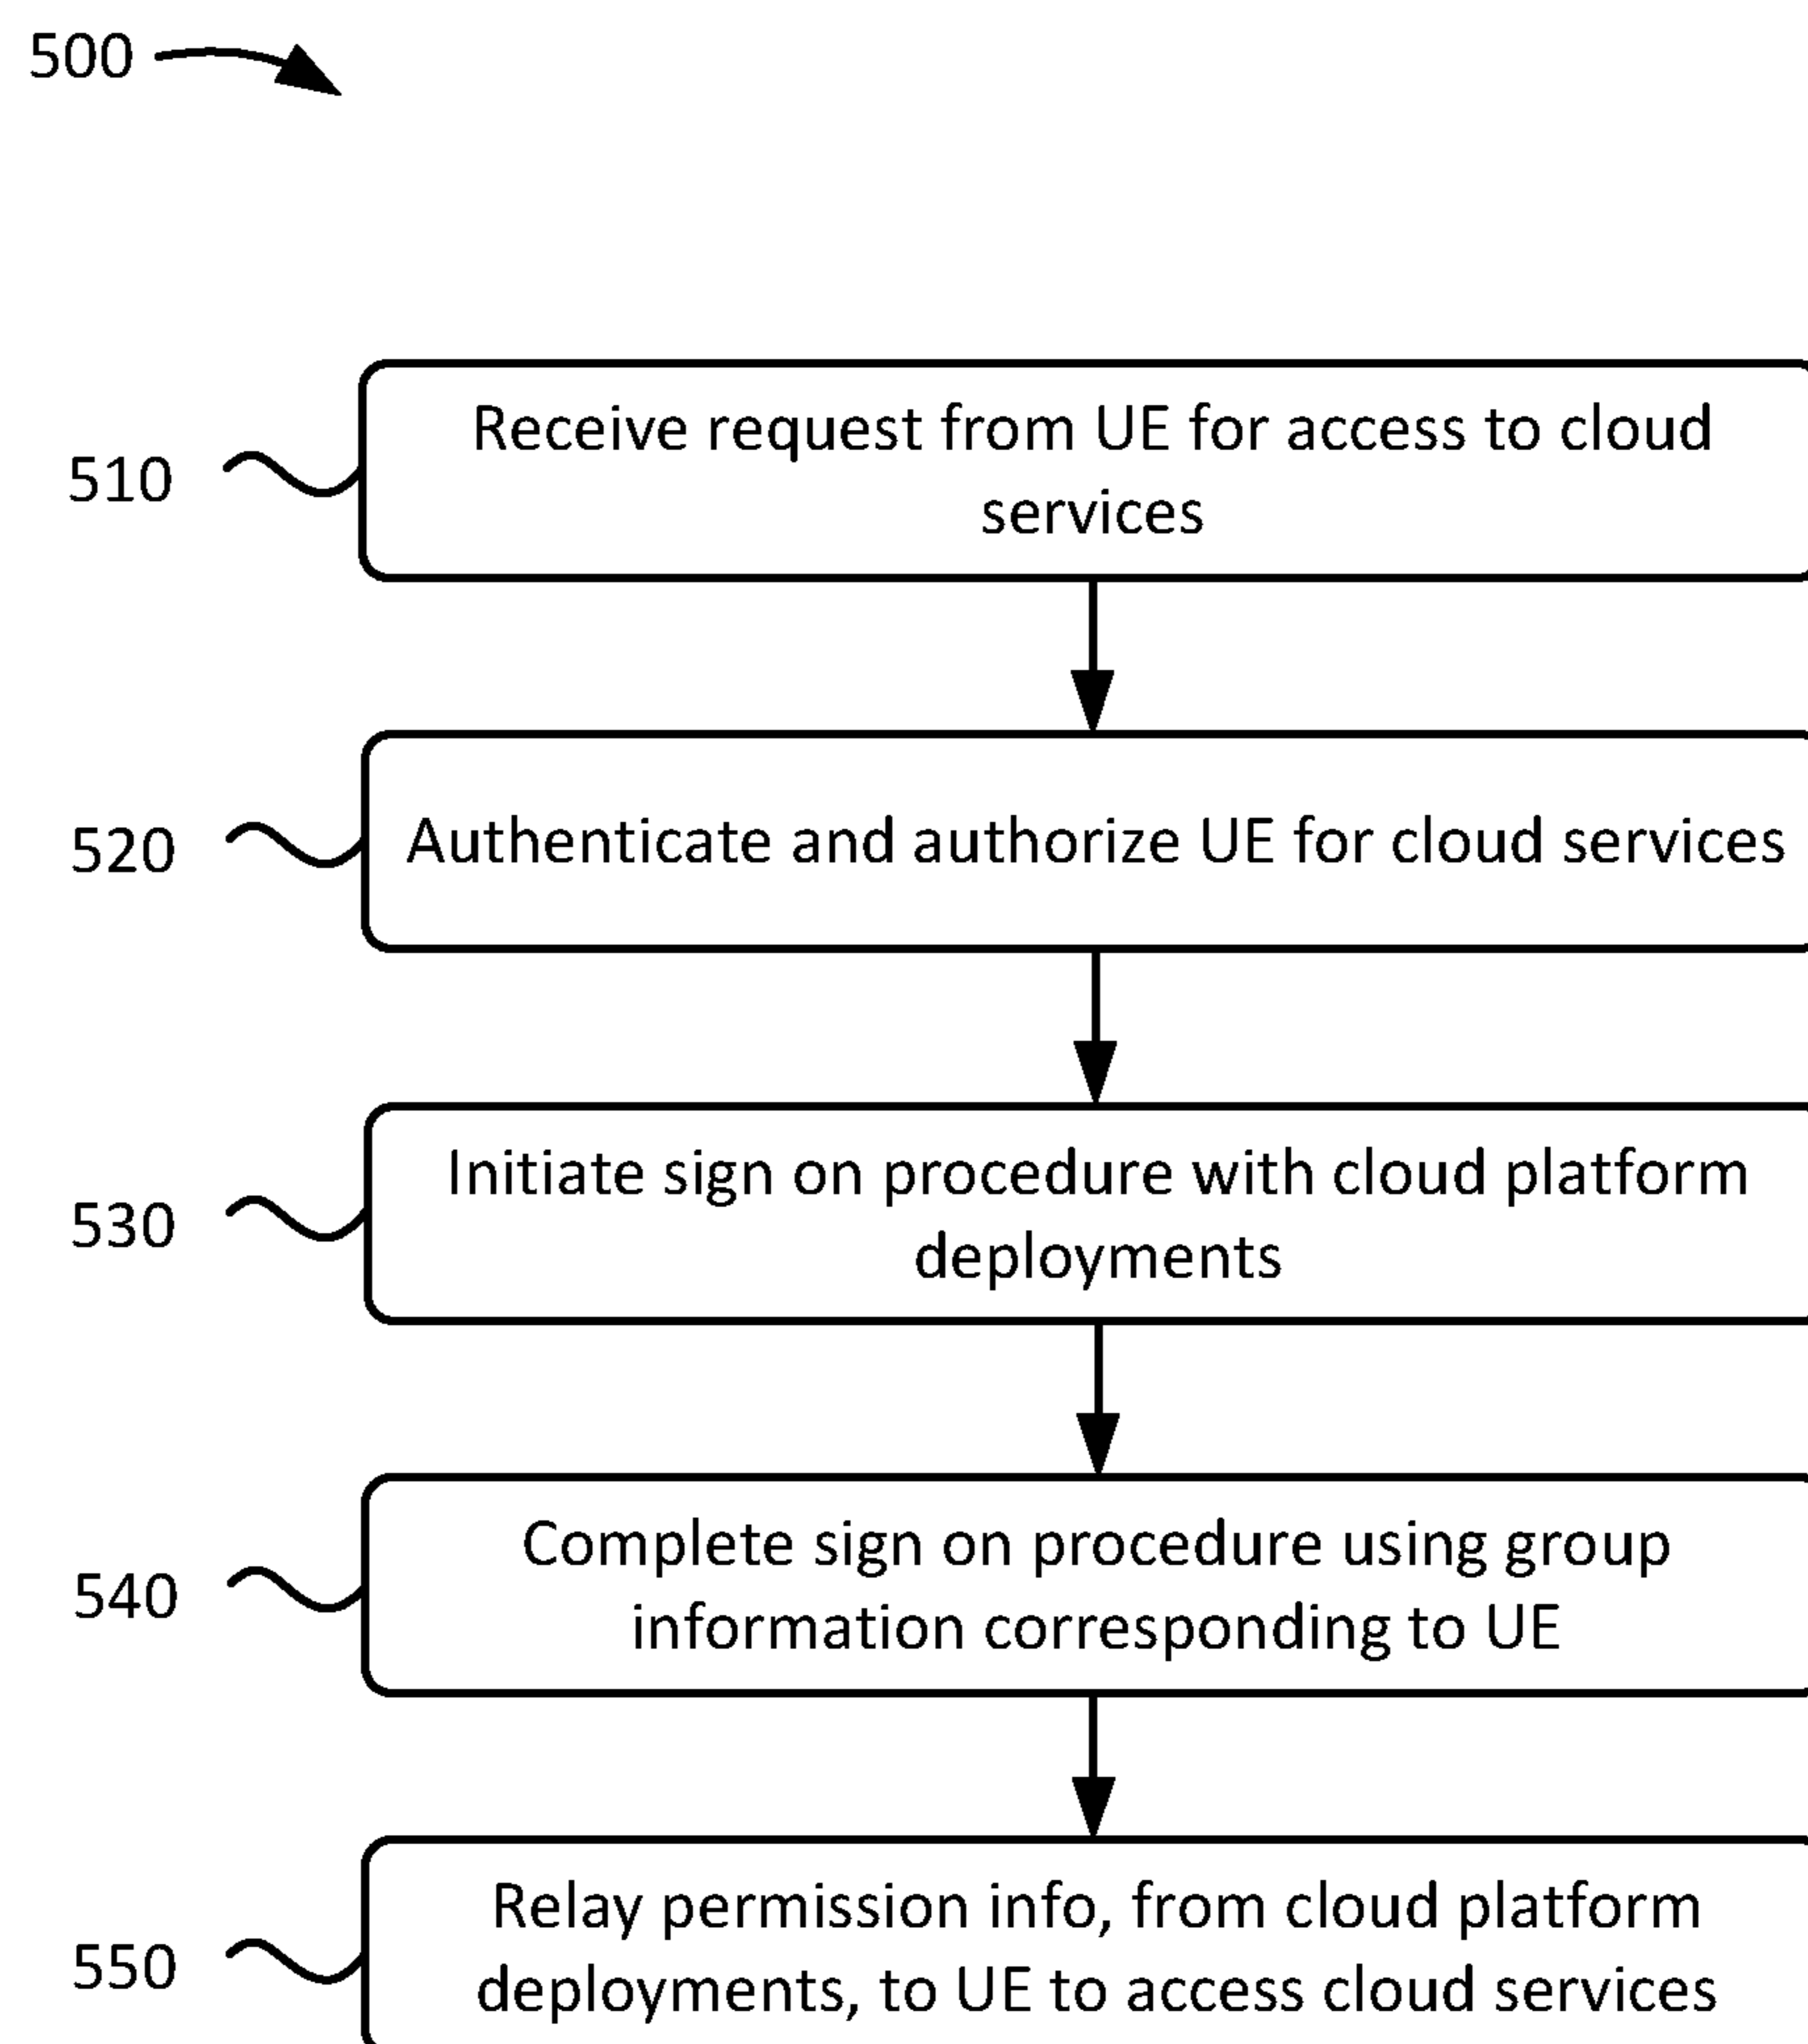 500
510
Receive request from UE for access to cloud
services
520
Authenticate and authorize UE for cloud services
530
Initiate sign on procedure with cloud platform
deployments
540
Complete sign on procedure using group
information corresponding to UE
550
Relay permission info, from cloud platform
deployments, to UE to access cloud services